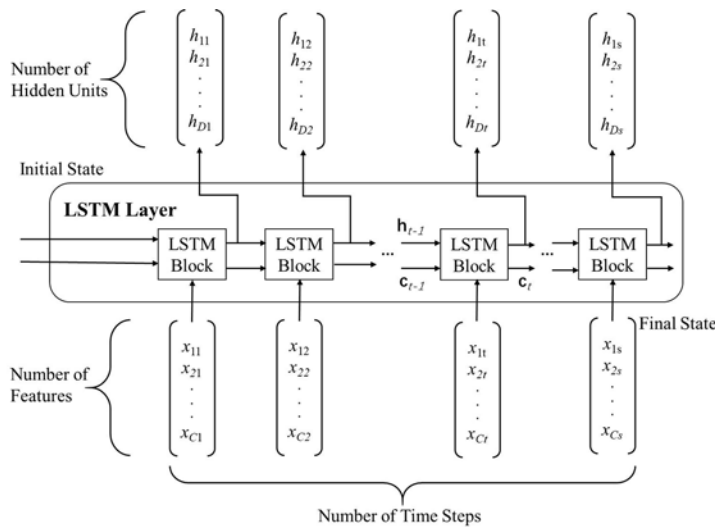 Number of
Hidden Units
h11 h12 h1t h1s
h21 h22 h2t h2s
. . . .
. . . .
. . . .
hD1 hD2 hDt hDs
Initial State
LSTM Layer
LSTM Block
LSTM Block
...
ht-1
ct-1
LSTM Block
ct
...
LSTM Block
Final State
Number of
Features
x11 x12 x1t x1s
x21 x22 x2t x2s
. . . .
. . . .
. . . .
xC1 xC2 xCt xCs
Number of Time Steps